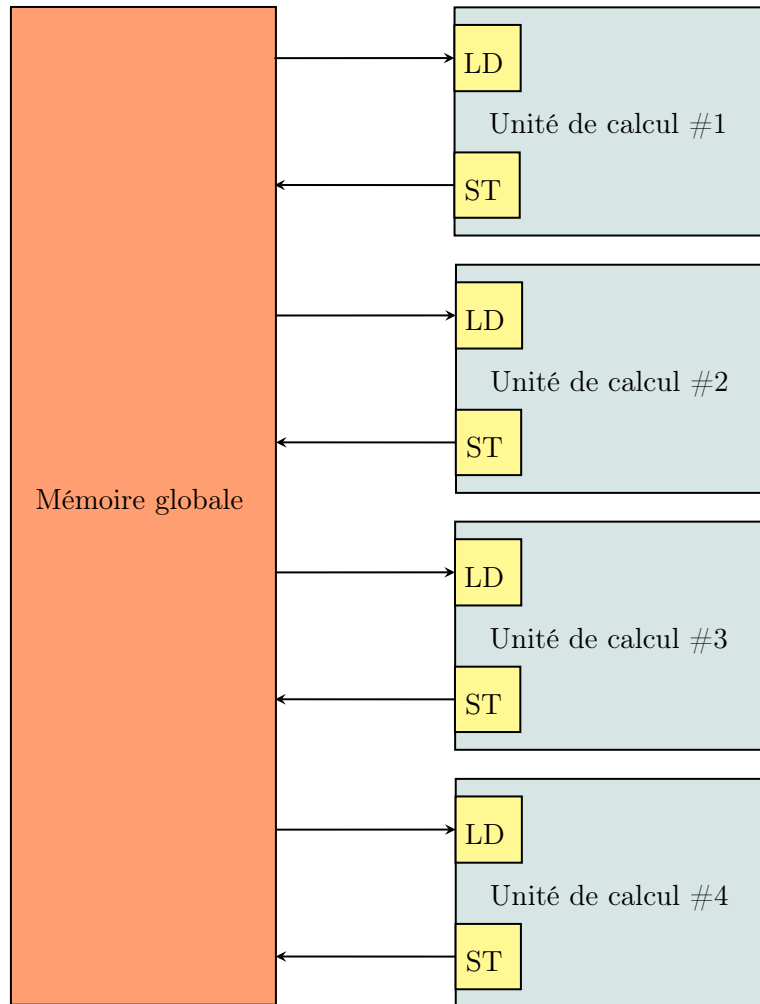 Mémoire globale
LD
Unité de calcul #1
ST
LD
Unité de calcul #2
ST
LD
Unité de calcul #3
ST
LD
Unité de calcul #4
ST